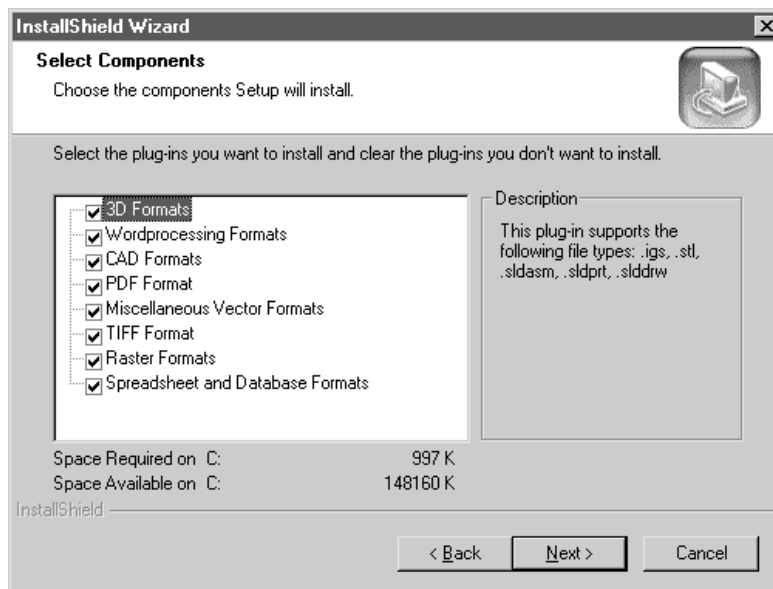 InstallShield Wizard
Select Components
Choose the components Setup will install.
Select the plug-ins you want to install and clear the plug-ins you don't want to install.
3D Formats
Wordprocessing Formats
CAD Formats
PDF Format
Miscellaneous Vector Formats
TIFF Format
Raster Formats
Spreadsheet and Database Formats
Description
This plug-in supports the
following file types: .igs, .stl,
.sldasm, .sldprt, .slddrw
Space Required on C: 997 K
Space Available on C: 148160 K
InstallShield
< Back Next > Cancel